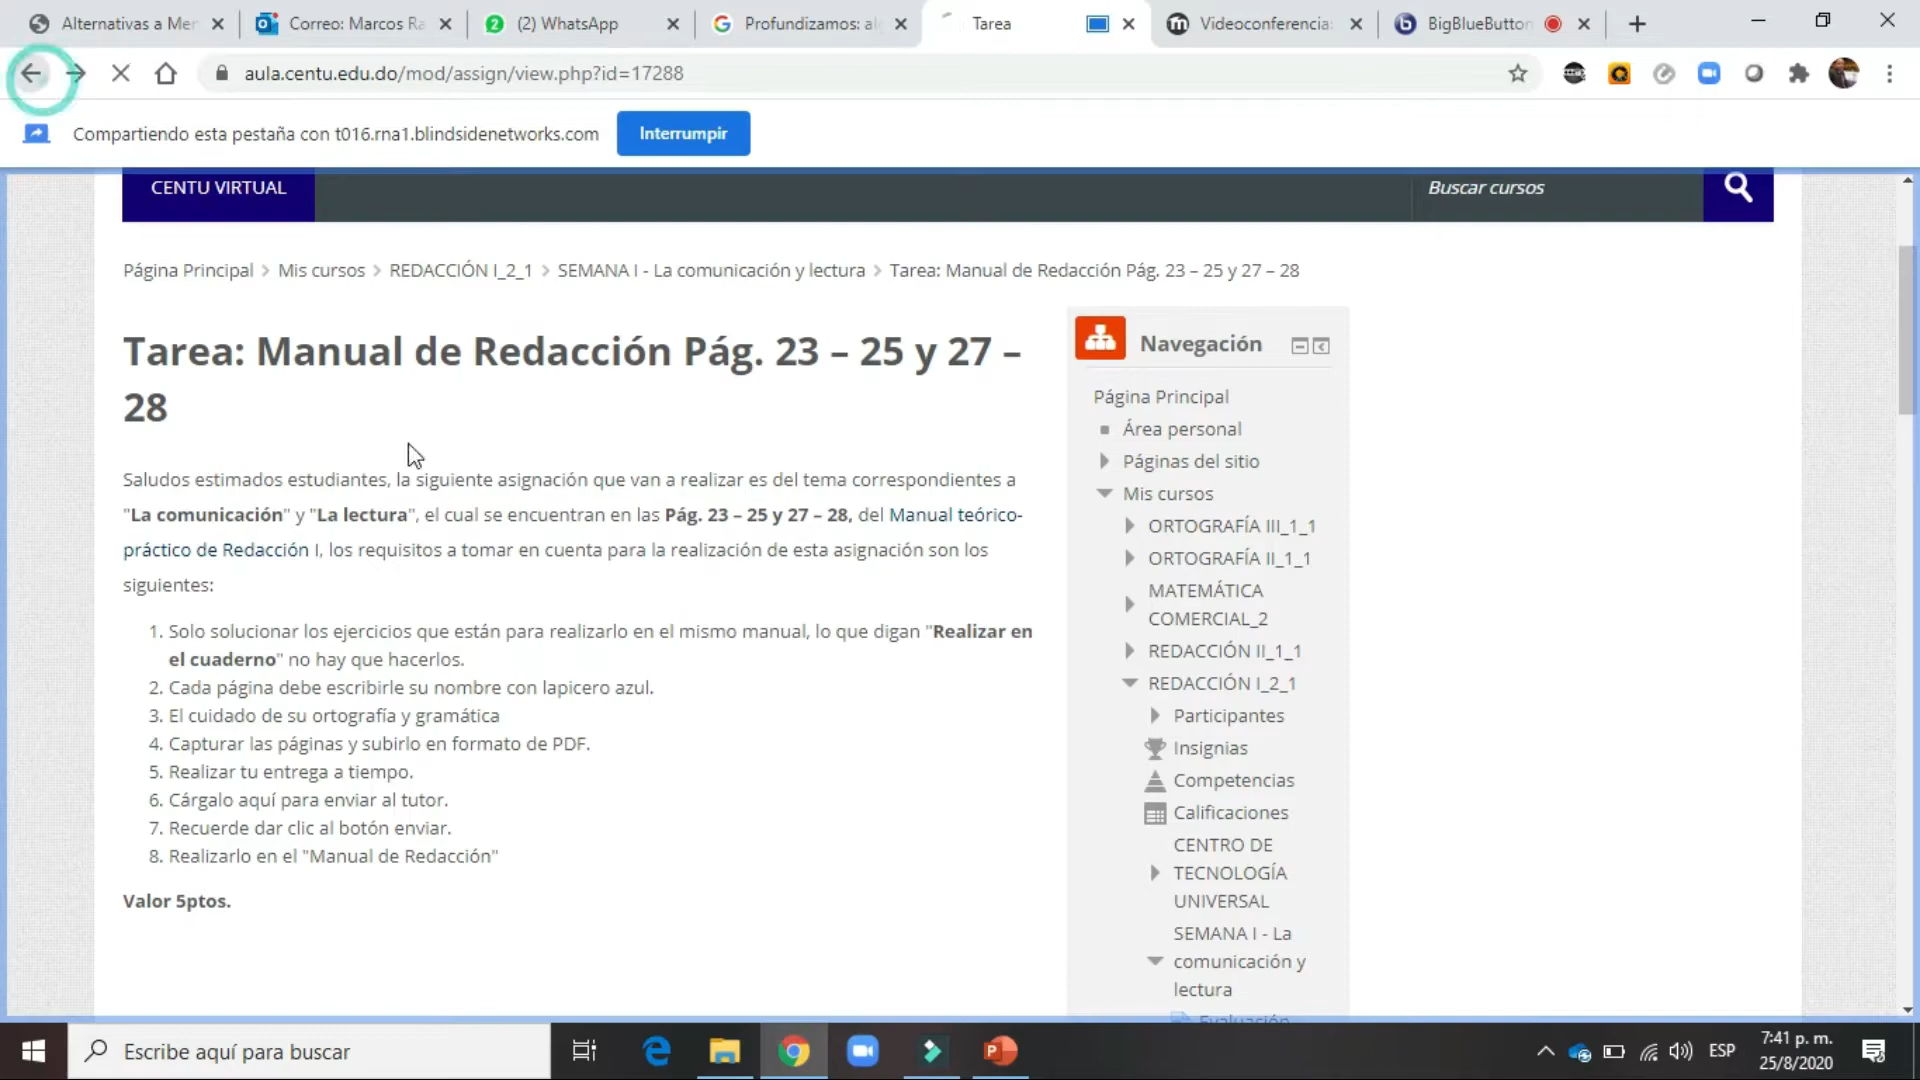 Alternativas a Mer
Correo: Marcos Ra
(2) WhatsApp
Profundizamos: al
Tarea
Videoconferencia:
BigBlueButton
aula.centu.edu.do/mod/assign/view.php?id=17288
Compartiendo esta pestaña con t016.rna1.blindsidenetworks.com
Interrumpir
CENTU VIRTUAL
Buscar cursos
Página Principal > Mis cursos > REDACCIÓN I_2_1 > SEMANA I - La comunicación y lectura > Tarea: Manual de Redacción Pág. 23 – 25 y 27 – 28
Tarea: Manual de Redacción Pág. 23 – 25 y 27 –
28
Saludos estimados estudiantes, la siguiente asignación que van a realizar es del tema correspondientes a
"La comunicación" y "La lectura", el cual se encuentran en las Pág. 23 – 25 y 27 – 28, del Manual teórico-
práctico de Redacción I, los requisitos a tomar en cuenta para la realización de esta asignación son los
siguientes:
1. Solo solucionar los ejercicios que están para realizarlo en el mismo manual, lo que digan "Realizar en
el cuaderno" no hay que hacerlos.
2. Cada página debe escribirle su nombre con lapicero azul.
3. El cuidado de su ortografía y gramática
4. Capturar las páginas y subirlo en formato de PDF.
5. Realizar tu entrega a tiempo.
6. Cárgalo aquí para enviar al tutor.
7. Recuerde dar clic al botón enviar.
8. Realizarlo en el "Manual de Redacción"
Valor 5ptos.
Navegación
Página Principal
Área personal
Páginas del sitio
Mis cursos
ORTOGRAFÍA III_1_1
ORTOGRAFÍA II_1_1
MATEMÁTICA
COMERCIAL_2
REDACCIÓN II_1_1
REDACCIÓN I_2_1
Participantes
Insignias
Competencias
Calificaciones
CENTRO DE
TECNOLOGÍA
UNIVERSAL
SEMANA I - La
comunicación y
lectura
Evaluación
Escribe aquí para buscar
ESP
7:41 p. m.
25/8/2020